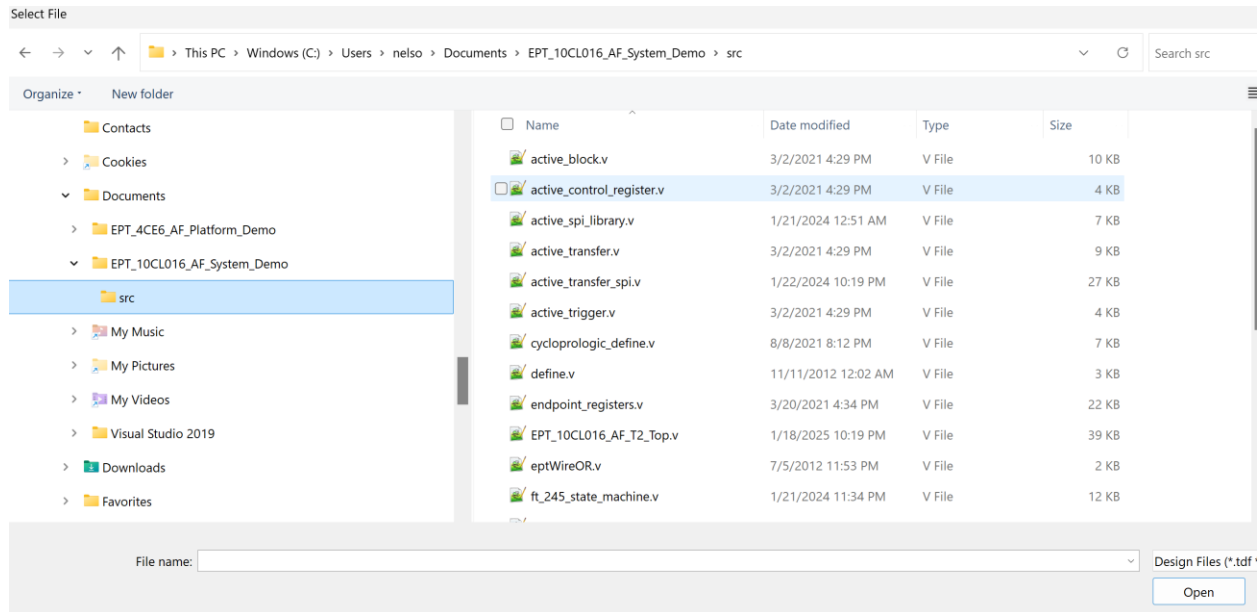 Select File
This PC > Windows (C:) > Users > nelso > Documents > EPT_10CL016_AF_System_Demo > src
Search src
Organize
New folder
Contacts
Cookies
Documents
EPT_4CE6_AF_Platform_Demo
EPT_10CL016_AF_System_Demo
src
My Music
My Pictures
My Videos
Visual Studio 2019
Downloads
Favorites
Name Date modified Type Size
active_block.v 3/2/2021 4:29 PM V File 10 KB
active_control_register.v 3/2/2021 4:29 PM V File 4 KB
active_spi_library.v 1/21/2024 12:51 AM V File 7 KB
active_transfer.v 3/2/2021 4:29 PM V File 9 KB
active_transfer_spi.v 1/22/2024 10:19 PM V File 27 KB
active_trigger.v 3/2/2021 4:29 PM V File 4 KB
cycloprologic_define.v 8/8/2021 8:12 PM V File 7 KB
define.v 11/11/2012 12:02 AM V File 3 KB
endpoint_registers.v 3/20/2021 4:34 PM V File 22 KB
EPT_10CL016_AF_T2_Top.v 1/18/2025 10:19 PM V File 39 KB
eptWireOR.v 7/5/2012 11:53 PM V File 2 KB
ft_245_state_machine.v 1/21/2024 11:34 PM V File 12 KB
File name:
Design Files (*.tdf
Open